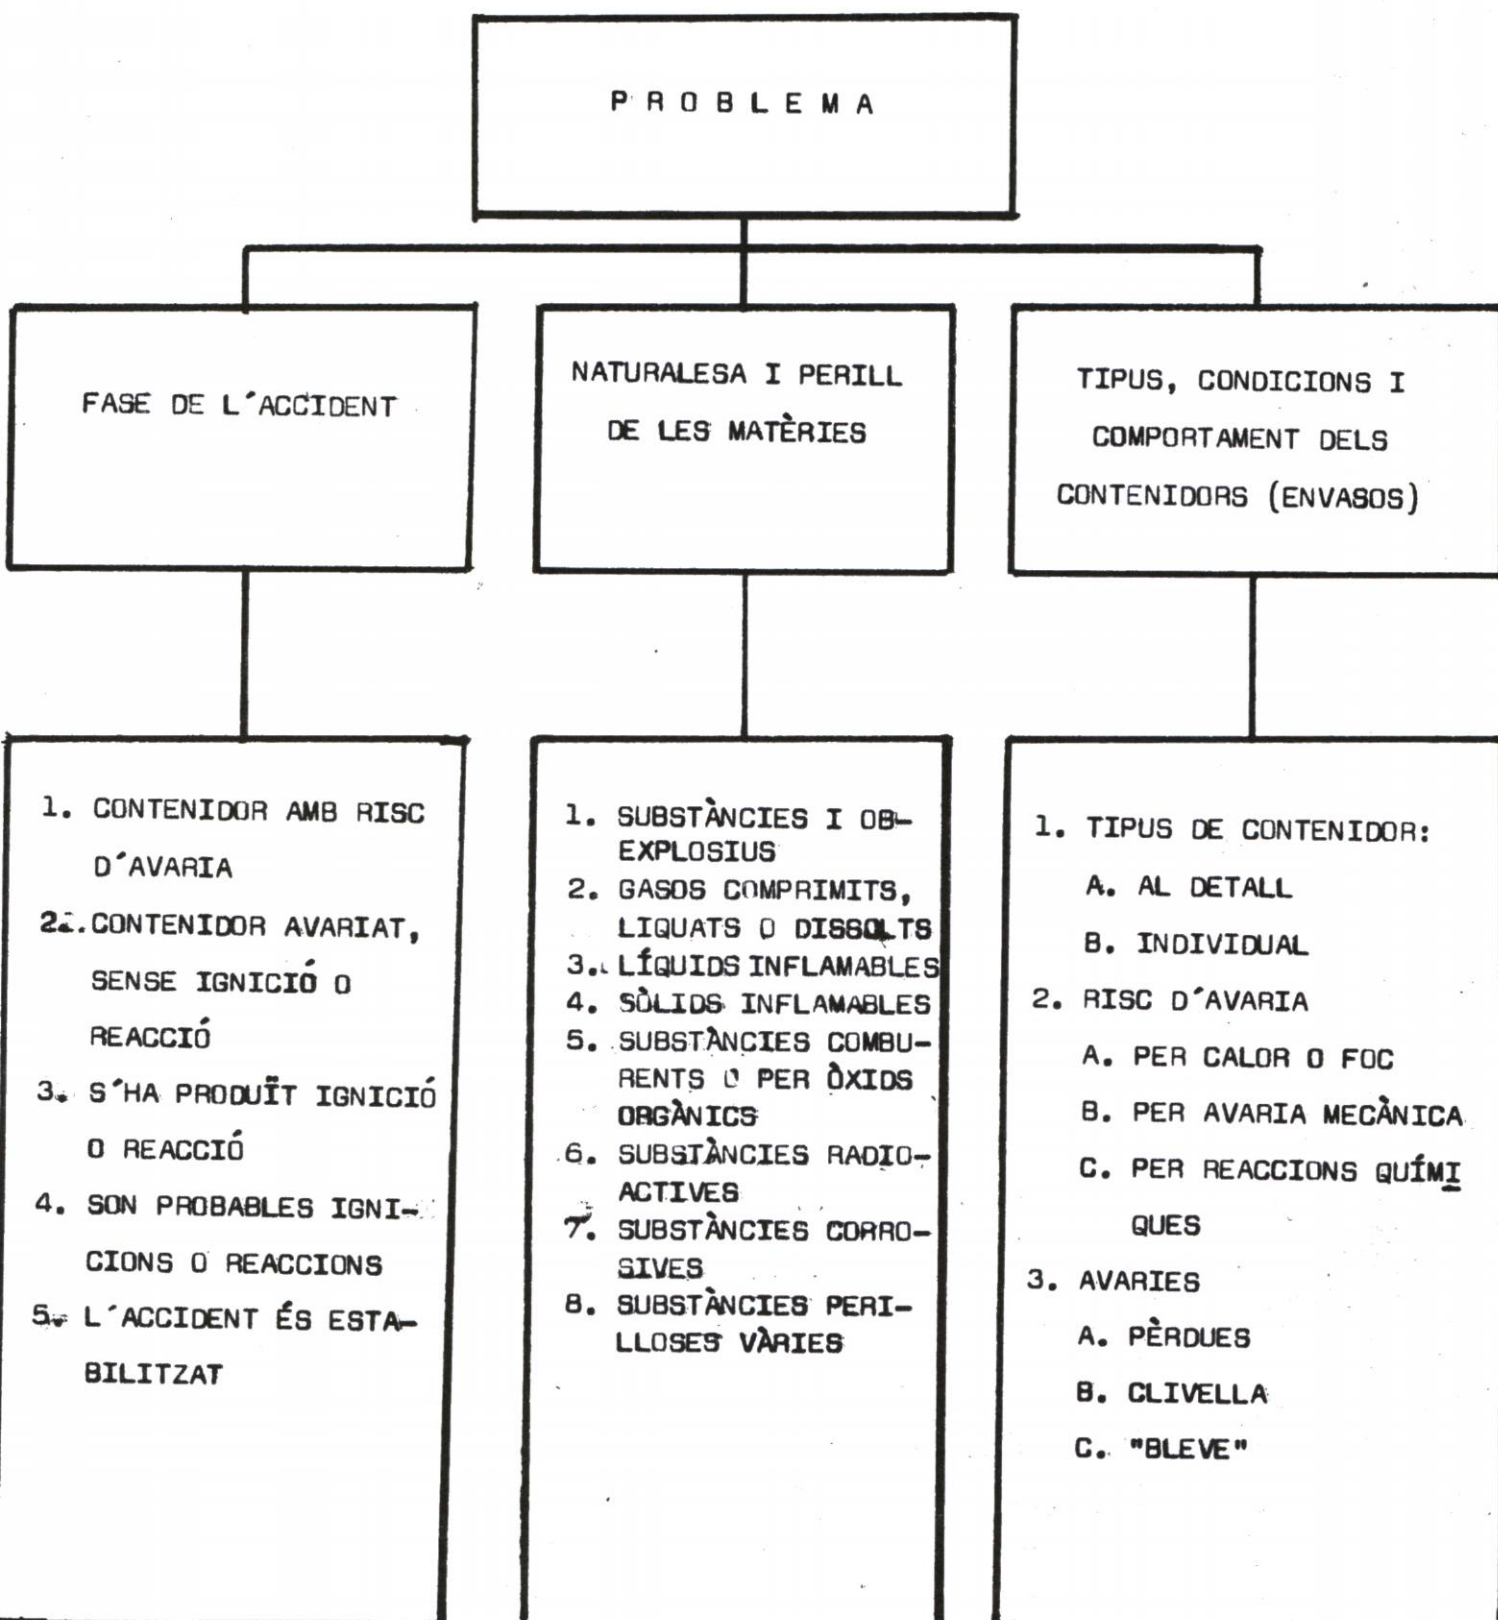 P R O B L E M A
FASE DE L´ACCIDENT
NATURALESA I PERILL
DE LES MATÈRIES
TIPUS, CONDICIONS I
COMPORTAMENT DELS
CONTENIDORS (ENVASOS)
1. CONTENIDOR AMB RISC
D´AVARIA
2. CONTENIDOR AVARIAT,
SENSE IGNICIÓ O
REACCIÓ
3. S´HA PRODUÏT IGNICIÓ
O REACCIÓ
4. SON PROBABLES IGNI-
CIONS O REACCIONS
5. L´ACCIDENT ÉS ESTA-
BILITZAT
1. SUBSTÀNCIES I OB-
EXPLOSIUS
2. GASOS COMPRIMITS,
LIQUATS O DISSOLTS
3. LÍQUIDS INFLAMABLES
4. SÒLIDS INFLAMABLES
5. SUBSTÀNCIES COMBU-
RENTS O PER ÒXIDS
ORGÀNICS
6. SUBSTÀNCIES RADIO-
ACTIVES
7. SUBSTÀNCIES CORRO-
SIVES
8. SUBSTÀNCIES PERI-
LLOSES VÀRIES
1. TIPUS DE CONTENIDOR:
A. AL DETALL
B. INDIVIDUAL
2. RISC D´AVARIA
A. PER CALOR O FOC
B. PER AVARIA MECÀNICA
C. PER REACCIONS QUÍMI
QUES
3. AVARIES
A. PÈRDUES
B. CLIVELLA
C. "BLEVE"